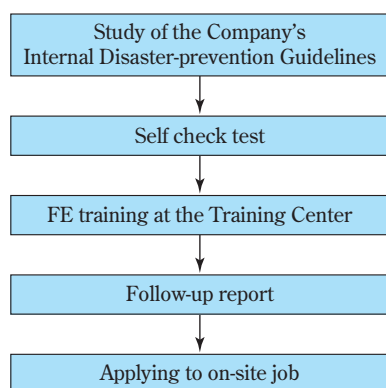 Study of the Company's
Internal Disaster-prevention Guidelines
Self check test
FE training at the Training Center
Follow-up report
Applying to on-site job